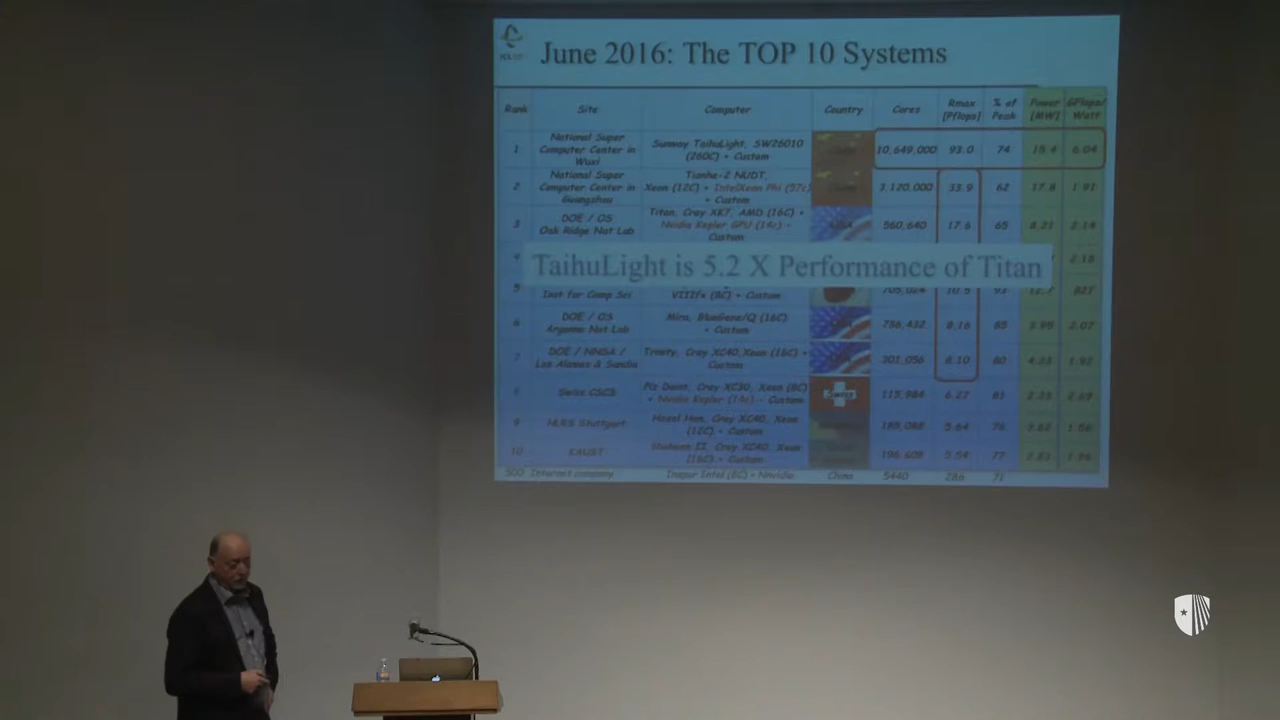 June 2016: The TOP 10 Systems
Rank Site Computer Country Cores Rmax [Pflops] % of Peak Power [MW] GFlops/Watt
1 National Super Computer Center in Wuxi Sunway TaihuLight, SW26010 (260C) + Custom 10,649,000 93.0 74 15.4 6.04
2 National Super Computer Center in Guangzhou Tianhe-2 NUDT, Xeon (12C) + IntelXeon Phi (57c) + Custom 3,120,000 33.9 62 17.8 1.91
3 DOE / OS Oak Ridge Nat Lab Titan, Cray XK7, AMD (16C) + Nvidia Kepler GPU (14c) + Custom USA 560,640 17.6 65 8.21 2.14
TaihuLight is 5.2 X Performance of Titan
5 Inst for Comp Sci VIIIfx (8C) + Custom 705,024 10.5 93 12.7 827
6 DOE / OS Argonne Nat Lab Mira, BlueGene/Q (16C) + Custom 786,432 8.16 85 3.95 2.07
7 DOE / NNSA / Los Alamos & Sandia Trinity, Cray XC40, Xeon (16C) + Custom 301,056 8.10 80 4.23 1.92
8 Swiss CSCS Piz Daint, Cray XC30, Xeon (8C) + Nvidia Kepler (14c) + Custom Swiss 115,984 6.27 81 2.33 2.69
9 HLRS Stuttgart Hazel Hen, Cray XC40, Xeon (12C) + Custom 185,088 5.64 76 3.62 1.56
10 KAUST Shaheen II, Cray XC40, Xeon (16C) + Custom 196,608 5.54 77 2.83 1.96
500 Internet company Inspur Intel (8C) + Nnvidia China 5440 .286 71